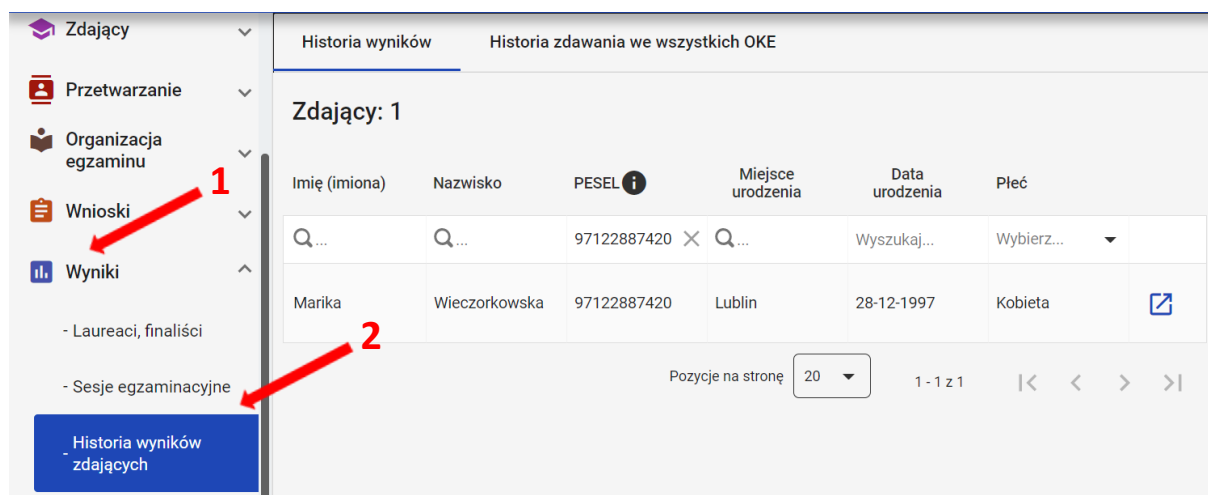 Zdający
Przetwarzanie
Organizacja
egzaminu
1
Wnioski
Wyniki
- Laureaci, finaliści
2
- Sesje egzaminacyjne
- Historia wyników
zdających
Historia wyników Historia zdawania we wszystkich OKE
Zdający: 1
Imię (imiona) Nazwisko PESEL i Miejsce urodzenia Data urodzenia Płeć
... ... 97122887420 ... Wyszukaj... Wybierz...
Marika Wieczorkowska 97122887420 Lublin 28-12-1997 Kobieta
Pozycje na stronę 20 1 - 1 z 1